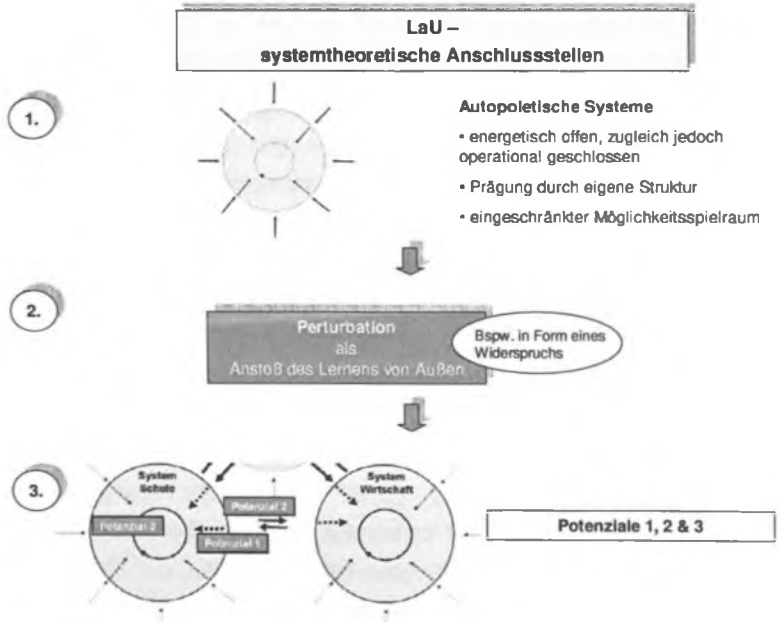 LaU –
systemtheoretische Anschlussstellen
1.
Autopoietische Systeme
• energetisch offen, zugleich jedoch
operational geschlossen
• Prägung durch eigene Struktur
• eingeschränkter Möglichkeitsspielraum
2.
Perturbation
als
Anstoß des Lernens von Außen
Bspw. in Form eines
Widerspruchs
3.
System
Schule
Potenzial 2
Potenzial 1
System
Wirtschaft
Potenziale 1, 2 & 3